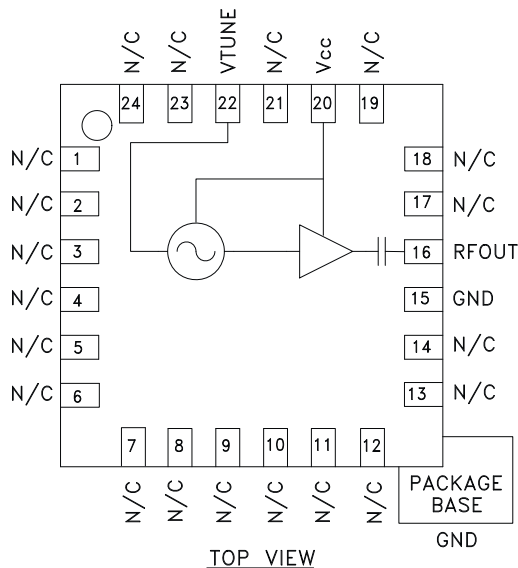 N/C N/C VTUNE N/C Vcc N/C
24 23 22 21 20 19
N/C 1
N/C 2
N/C 3
N/C 4
N/C 5
N/C 6
18 N/C
17 N/C
16 RFOUT
15 GND
14 N/C
13 N/C
7 8 9 10 11 12
N/C N/C N/C N/C N/C N/C
PACKAGE
BASE
GND
TOP VIEW